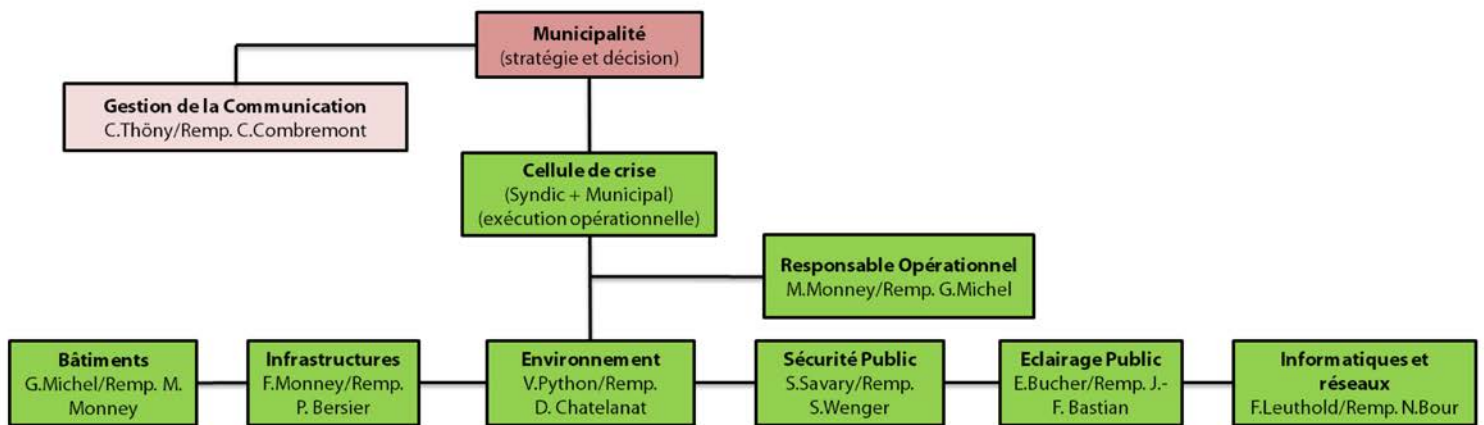 Municipalité
(stratégie et décision)
Gestion de la Communication
C.Thöny/Remp. C.Combremont
Cellule de crise
(Syndic + Municipal)
(exécution opérationnelle)
Responsable Opérationnel
M.Monney/Remp. G.Michel
Bâtiments
G.Michel/Remp. M.
Monney
Infrastructures
F.Monney/Remp.
P. Bersier
Environnement
V.Python/Remp.
D. Chatelanat
Sécurité Public
S.Savary/Remp.
S.Wenger
Eclairage Public
E.Bucher/Remp. J.-
F. Bastian
Informatiques et
réseaux
F.Leuthold/Remp. N.Bour